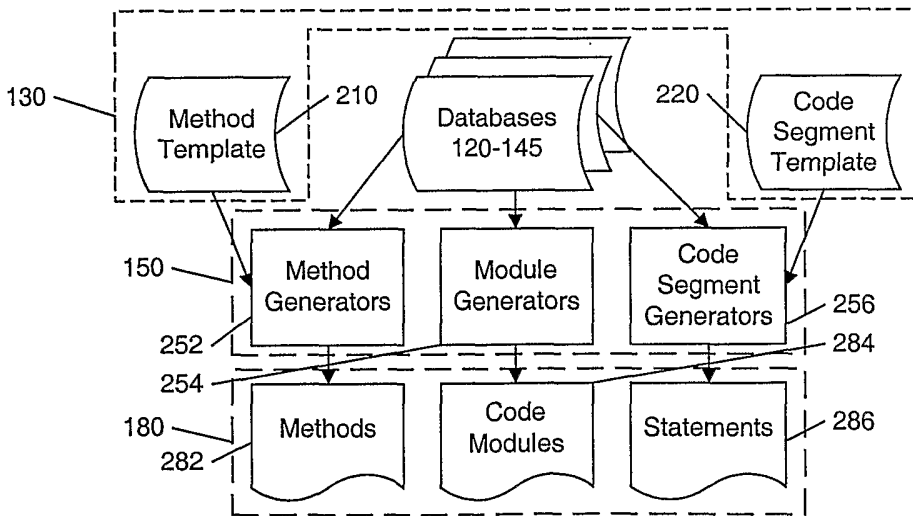 130
Method
Template
210
Databases
120-145
220
Code
Segment
Template
150
Method
Generators
Module
Generators
Code
Segment
Generators
252
254
256
284
180
282
Methods
Code
Modules
Statements
286